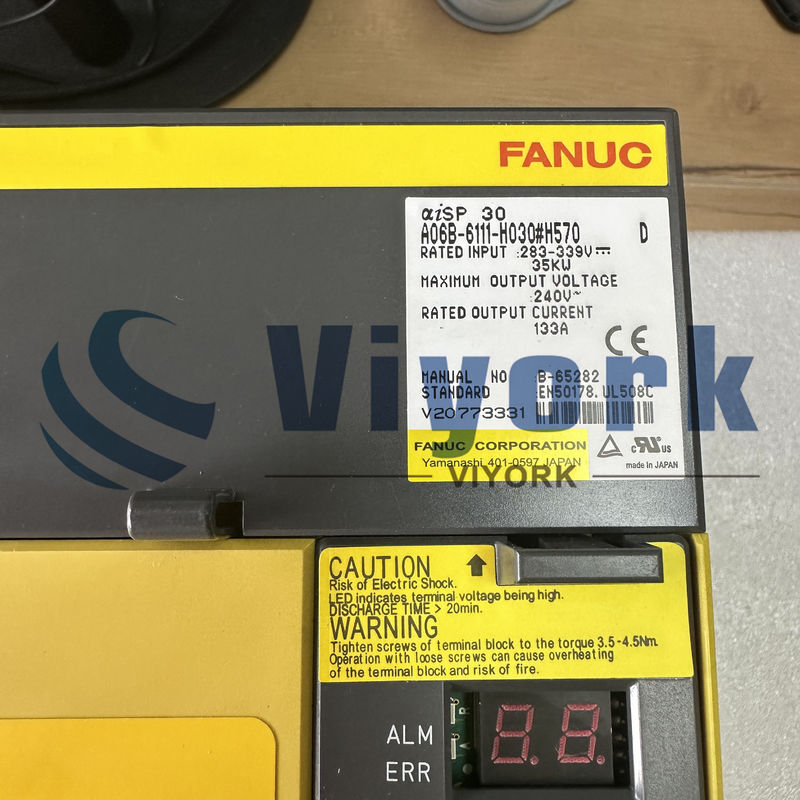 FANUC
αiSP 30
A06B-6111-H030#H570 D
RATED INPUT :283-339V⎓
35KW
MAXIMUM OUTPUT VOLTAGE
:240V~
RATED OUTPUT CURRENT
133A
CE
MANUAL NO :B-65282
STANDARD :EN50178.UL508C
V20773331
FANUC CORPORATION
Yamanashi 401-0597 JAPAN
c UR us
made in JAPAN
Viyork
VIYORK
CAUTION
Risk of Electric Shock.
LED indicates terminal voltage being high.
DISCHARGE TIME > 20min.
WARNING
Tighten screws of terminal block to the torque 3.5-4.5Nm.
Operation with loose screws can cause overheating
of the terminal block and risk of fire.
B
A
8.8.
ALM
ERR